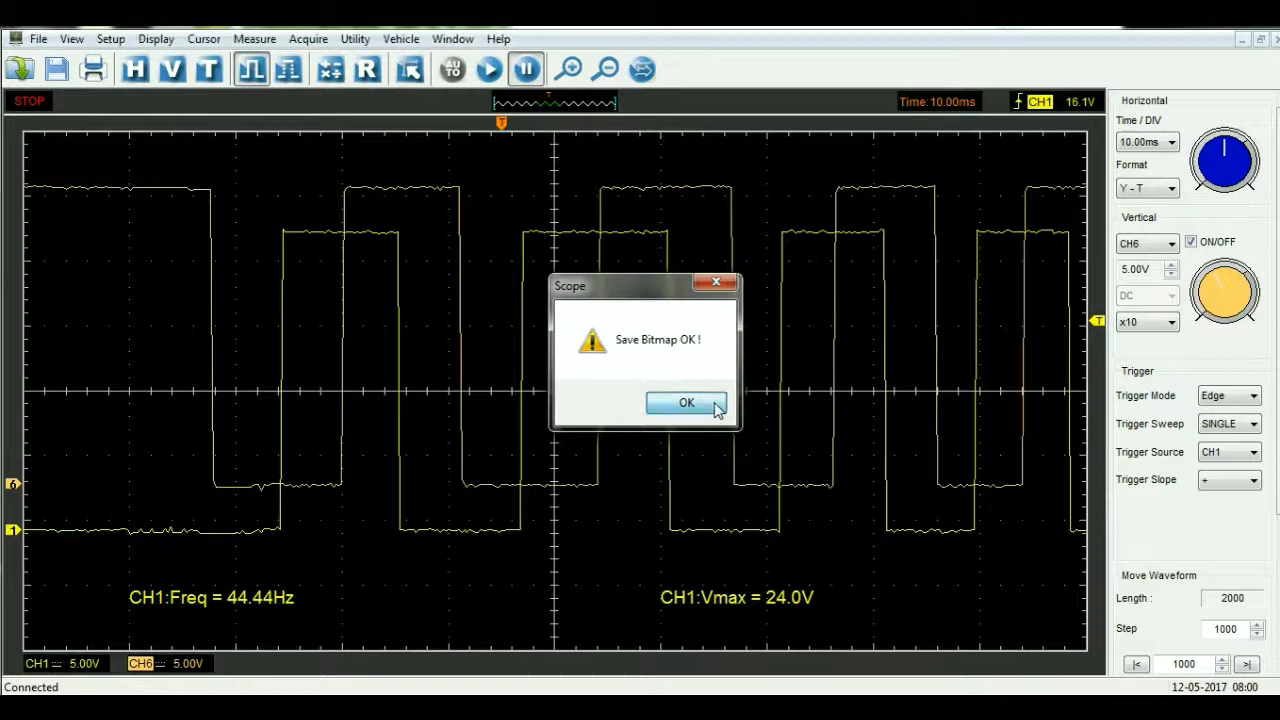 File View Setup Display Cursor Measure Acquire Utility Vehicle Window Help
H V T R AUTO
STOP T Time: 10.00ms CH1 16.1V
T
Horizontal
Time / DIV
10.00ms
Format
Y - T
Vertical
CH6 ON/OFF
5.00V
DC
x10
T
Trigger
Trigger Mode Edge
Trigger Sweep SINGLE
Trigger Source CH1
Trigger Slope +
Move Waveform
Length : 2000
Step 1000
|< 1000 >|
Scope
Save Bitmap OK !
OK
6
1
CH1:Freq = 44.44Hz CH1:Vmax = 24.0V
CH1 5.00V CH6 5.00V
Connected 12-05-2017 08:00